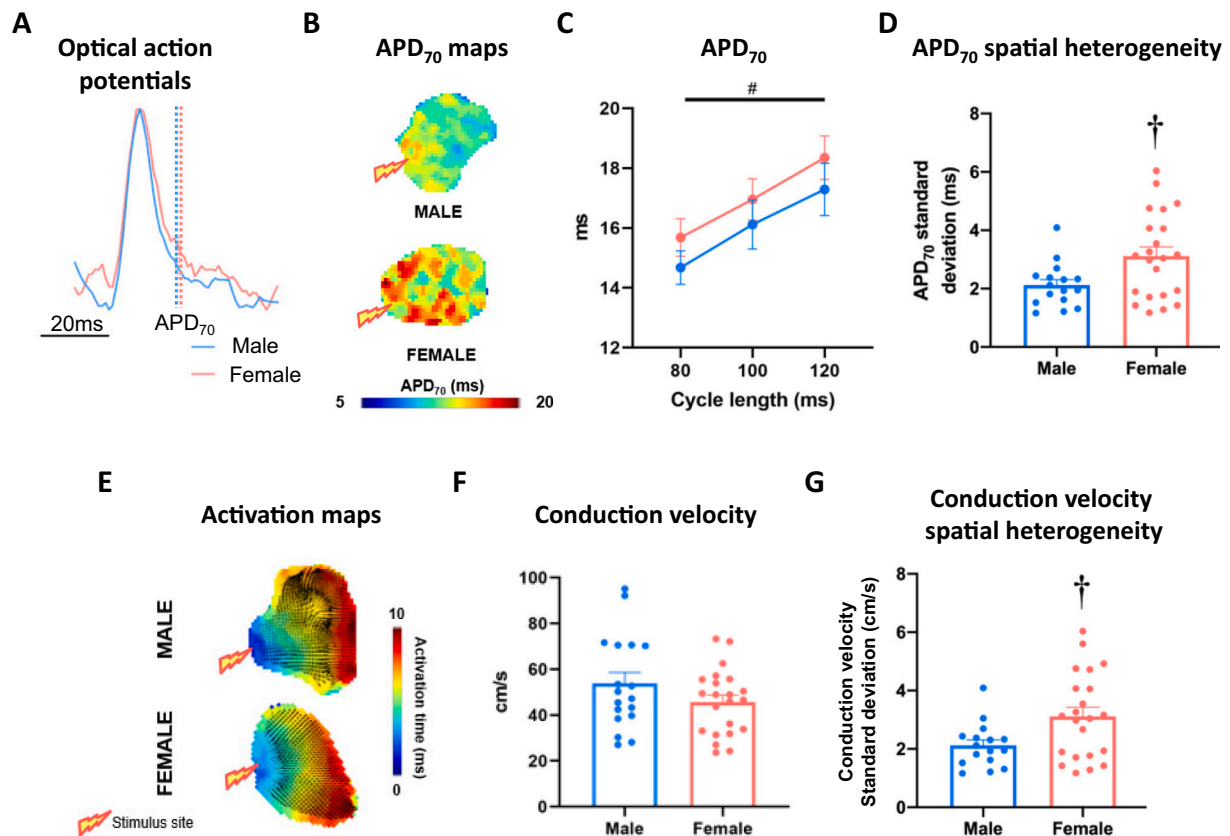 A
Optical action
potentials
20ms
APD70
Male
Female
B
APD70 maps
MALE
FEMALE
APD70 (ms)
5
20
C
APD70
#
20
18
16
14
12
ms
80
100
120
Cycle length (ms)
D
APD70 spatial heterogeneity
†
8
6
4
2
0
APD70 standard
deviation (ms)
Male
Female
E
Activation maps
MALE
FEMALE
10
0
Activation time (ms)
Stimulus site
F
Conduction velocity
100
80
60
40
20
0
cm/s
Male
Female
G
Conduction velocity
spatial heterogeneity
†
8
6
4
2
0
Conduction velocity
Standard deviation (cm/s)
Male
Female